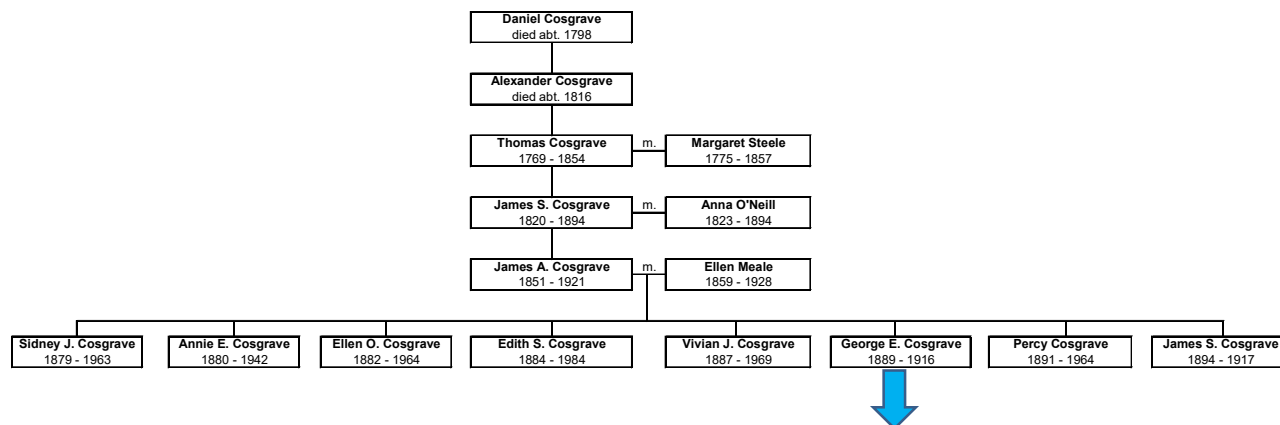 Daniel Cosgrave
died abt. 1798
Alexander Cosgrave
died abt. 1816
Thomas Cosgrave
1769 - 1854
m.
Margaret Steele
1775 - 1857
James S. Cosgrave
1820 - 1894
m.
Anna O'Neill
1823 - 1894
James A. Cosgrave
1851 - 1921
m.
Ellen Meale
1859 - 1928
Sidney J. Cosgrave
1879 - 1963
Annie E. Cosgrave
1880 - 1942
Ellen O. Cosgrave
1882 - 1964
Edith S. Cosgrave
1884 - 1984
Vivian J. Cosgrave
1887 - 1969
George E. Cosgrave
1889 - 1916
Percy Cosgrave
1891 - 1964
James S. Cosgrave
1894 - 1917